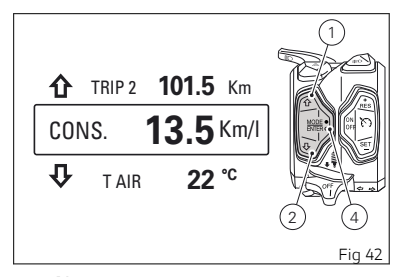 1
TRIP 2 101.5 Km
CONS. 13.5 Km/l
T AIR 22 °C
MODE
ENTER
RES
ON
OFF
SET
OFF
2
4
Fig 42